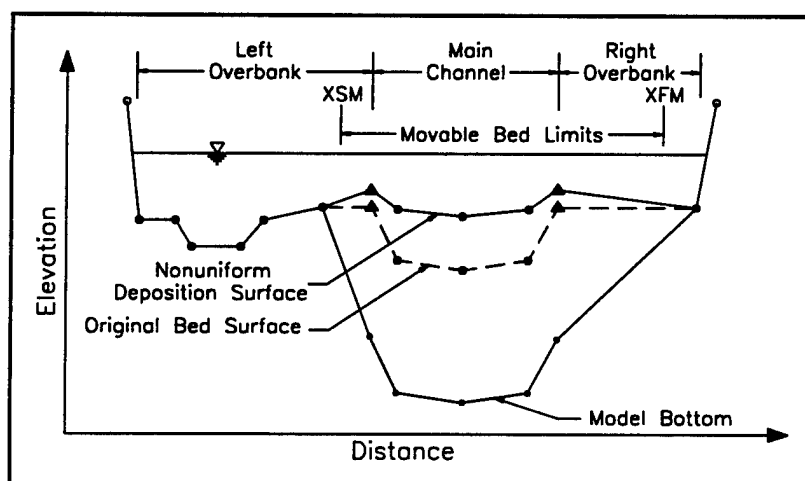 Left
Overbank
Main
Channel
Right
Overbank
XSM
XFM
Movable Bed Limits
Nonuniform
Deposition Surface
Original Bed Surface
Model Bottom
Elevation
Distance